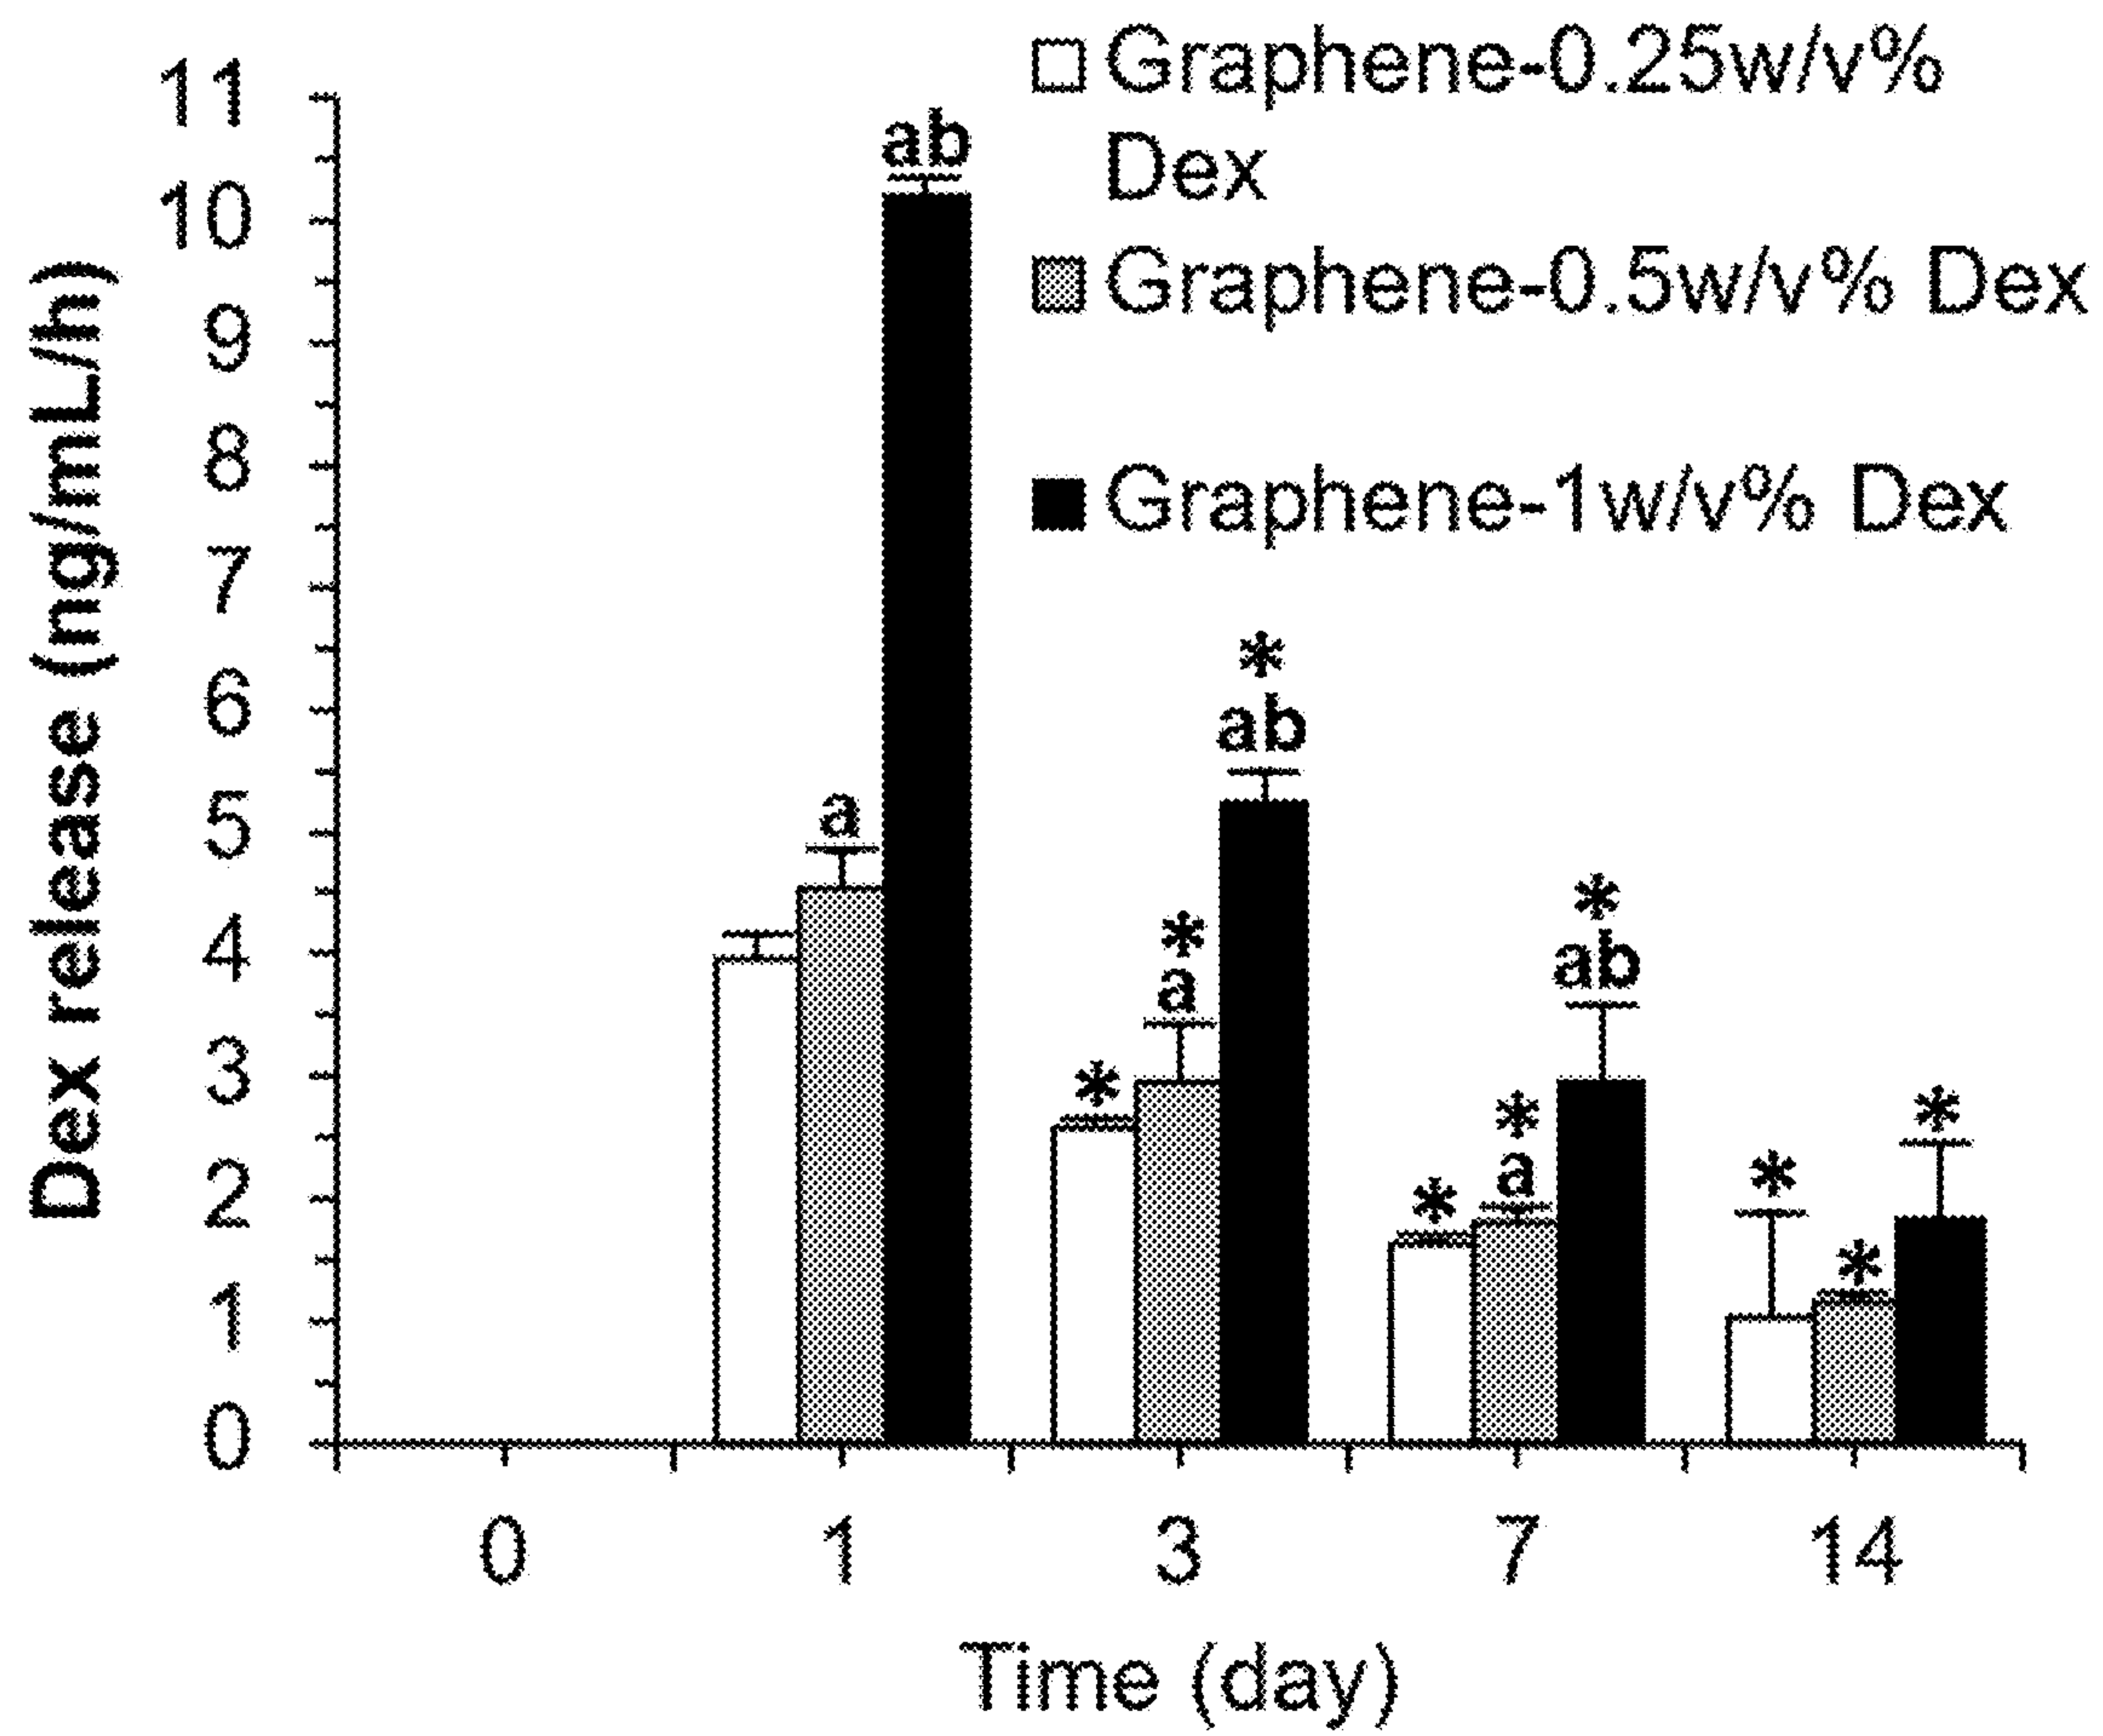 Graphene-0.25w/v%
Dex
Graphene-0.5w/v% Dex
Graphene-1w/v% Dex
Dex release (ng/mL/h)
11
10
9
8
7
6
5
4
3
2
1
0
a
ab
*
*
a
*
ab
*
*
a
*
ab
*
*
*
0 1 3 7 14
Time (day)